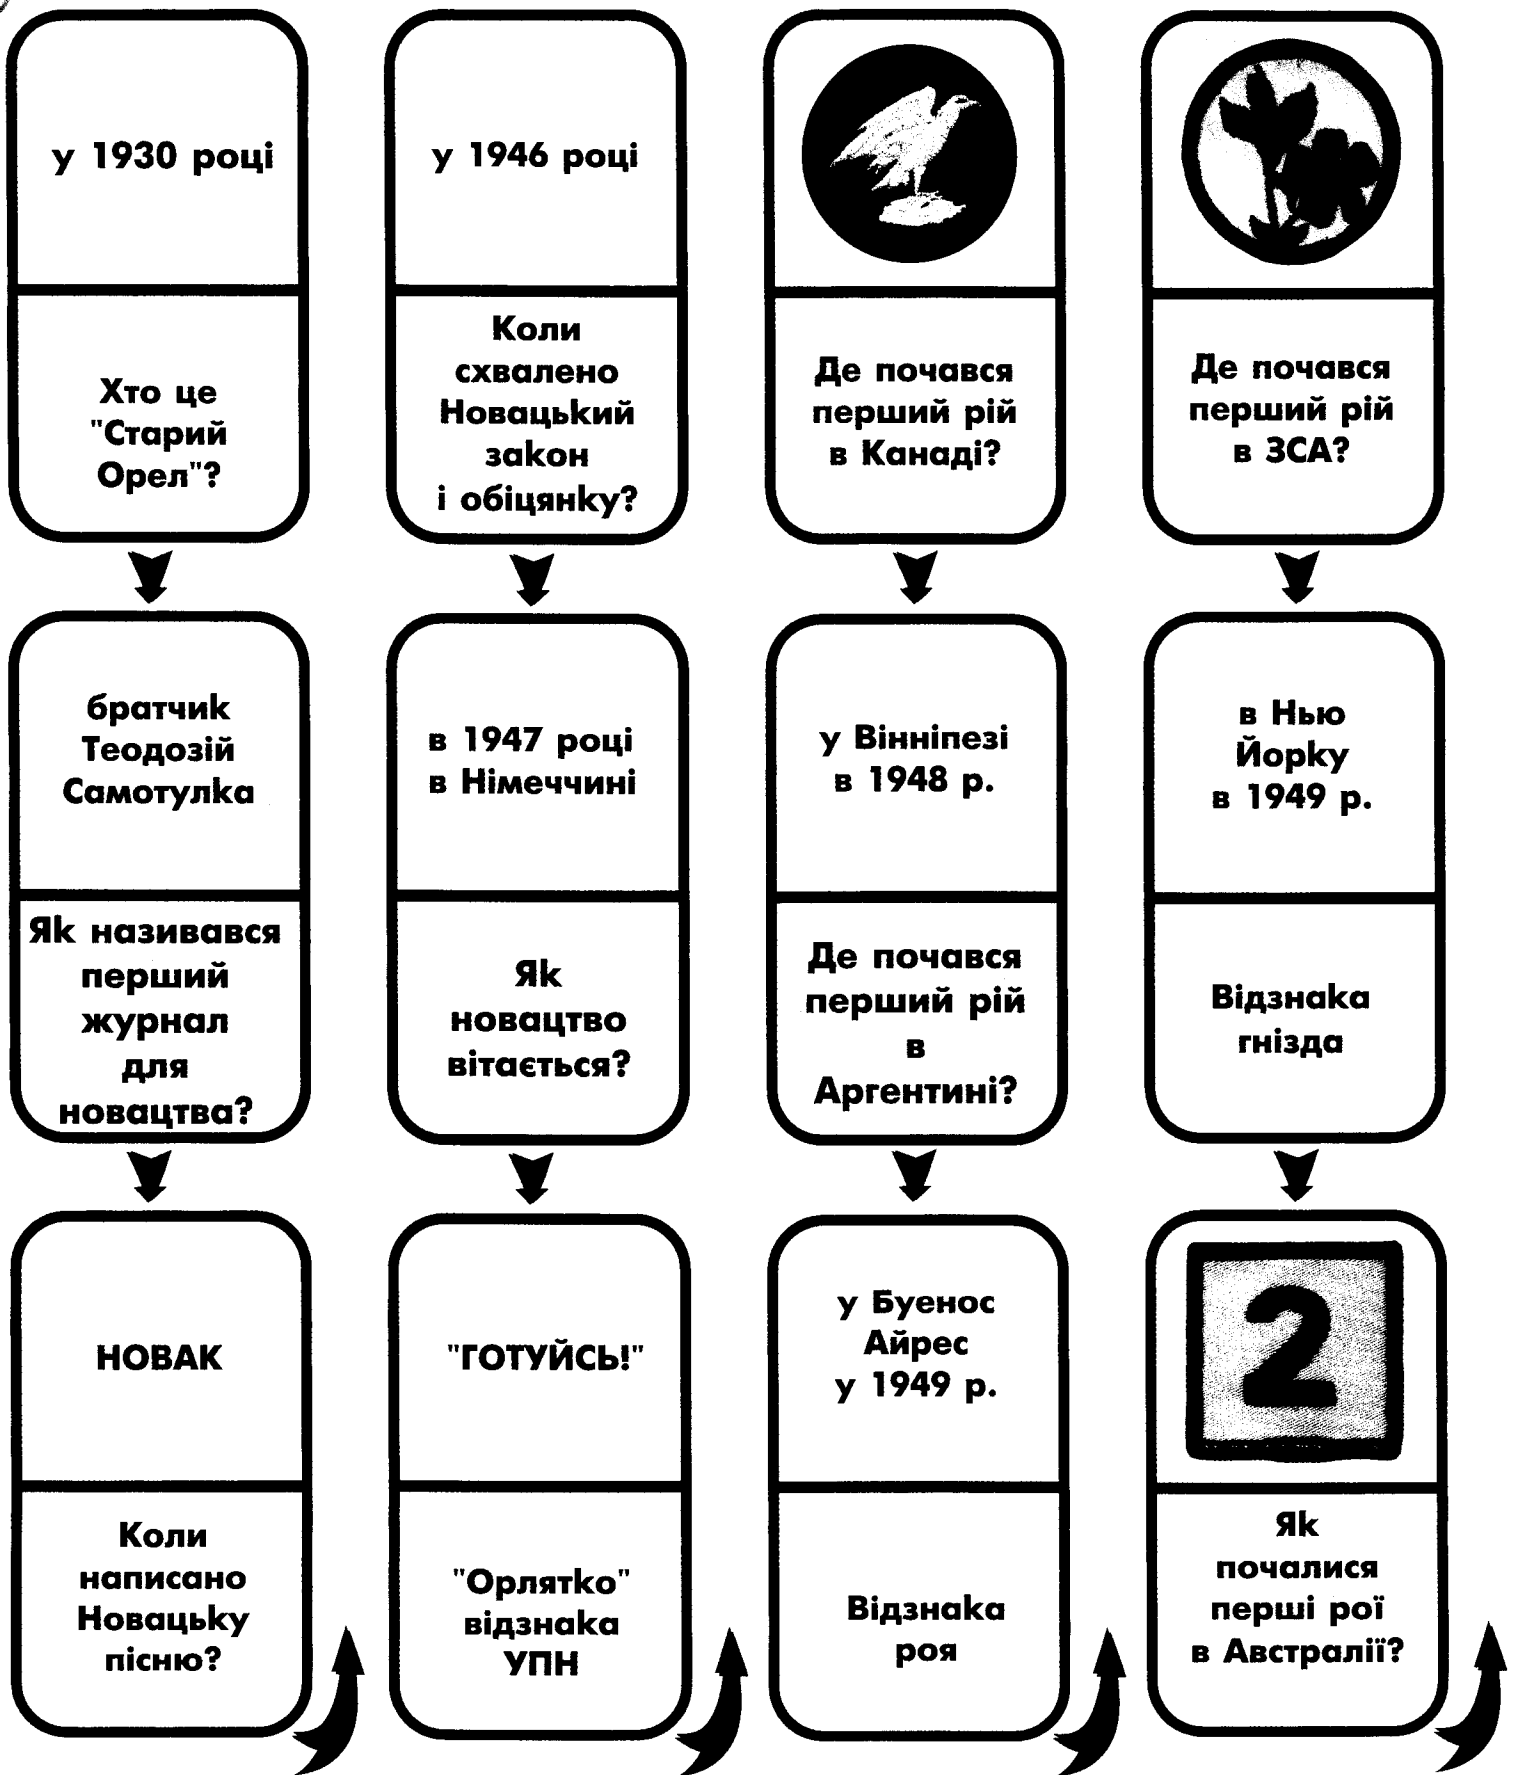 у 1930 році
Хто це
"Старий
Орел"?
братчик
Теодозій
Самотулка
Як називався
перший
журнал
для
новацтва?
НОВАК
Коли
написано
Новацьку
пісню?
у 1946 році
Коли
схвалено
Новацький
закон
і обіцянку?
в 1947 році
в Німеччині
Як
новацтво
вітається?
"ГОТУЙСЬ!"
"Орлятко"
відзнака
УПН
Де почався
перший рій
в Канаді?
у Вінніпезі
в 1948 р.
Де почався
перший рій
в
Аргентині?
у Буенос
Айрес
у 1949 р.
Відзнака
роя
Де почався
перший рій
в ЗСА?
в Нью
Йорку
в 1949 р.
Відзнака
гнізда
2
Як
почалися
перші рої
в Австралії?